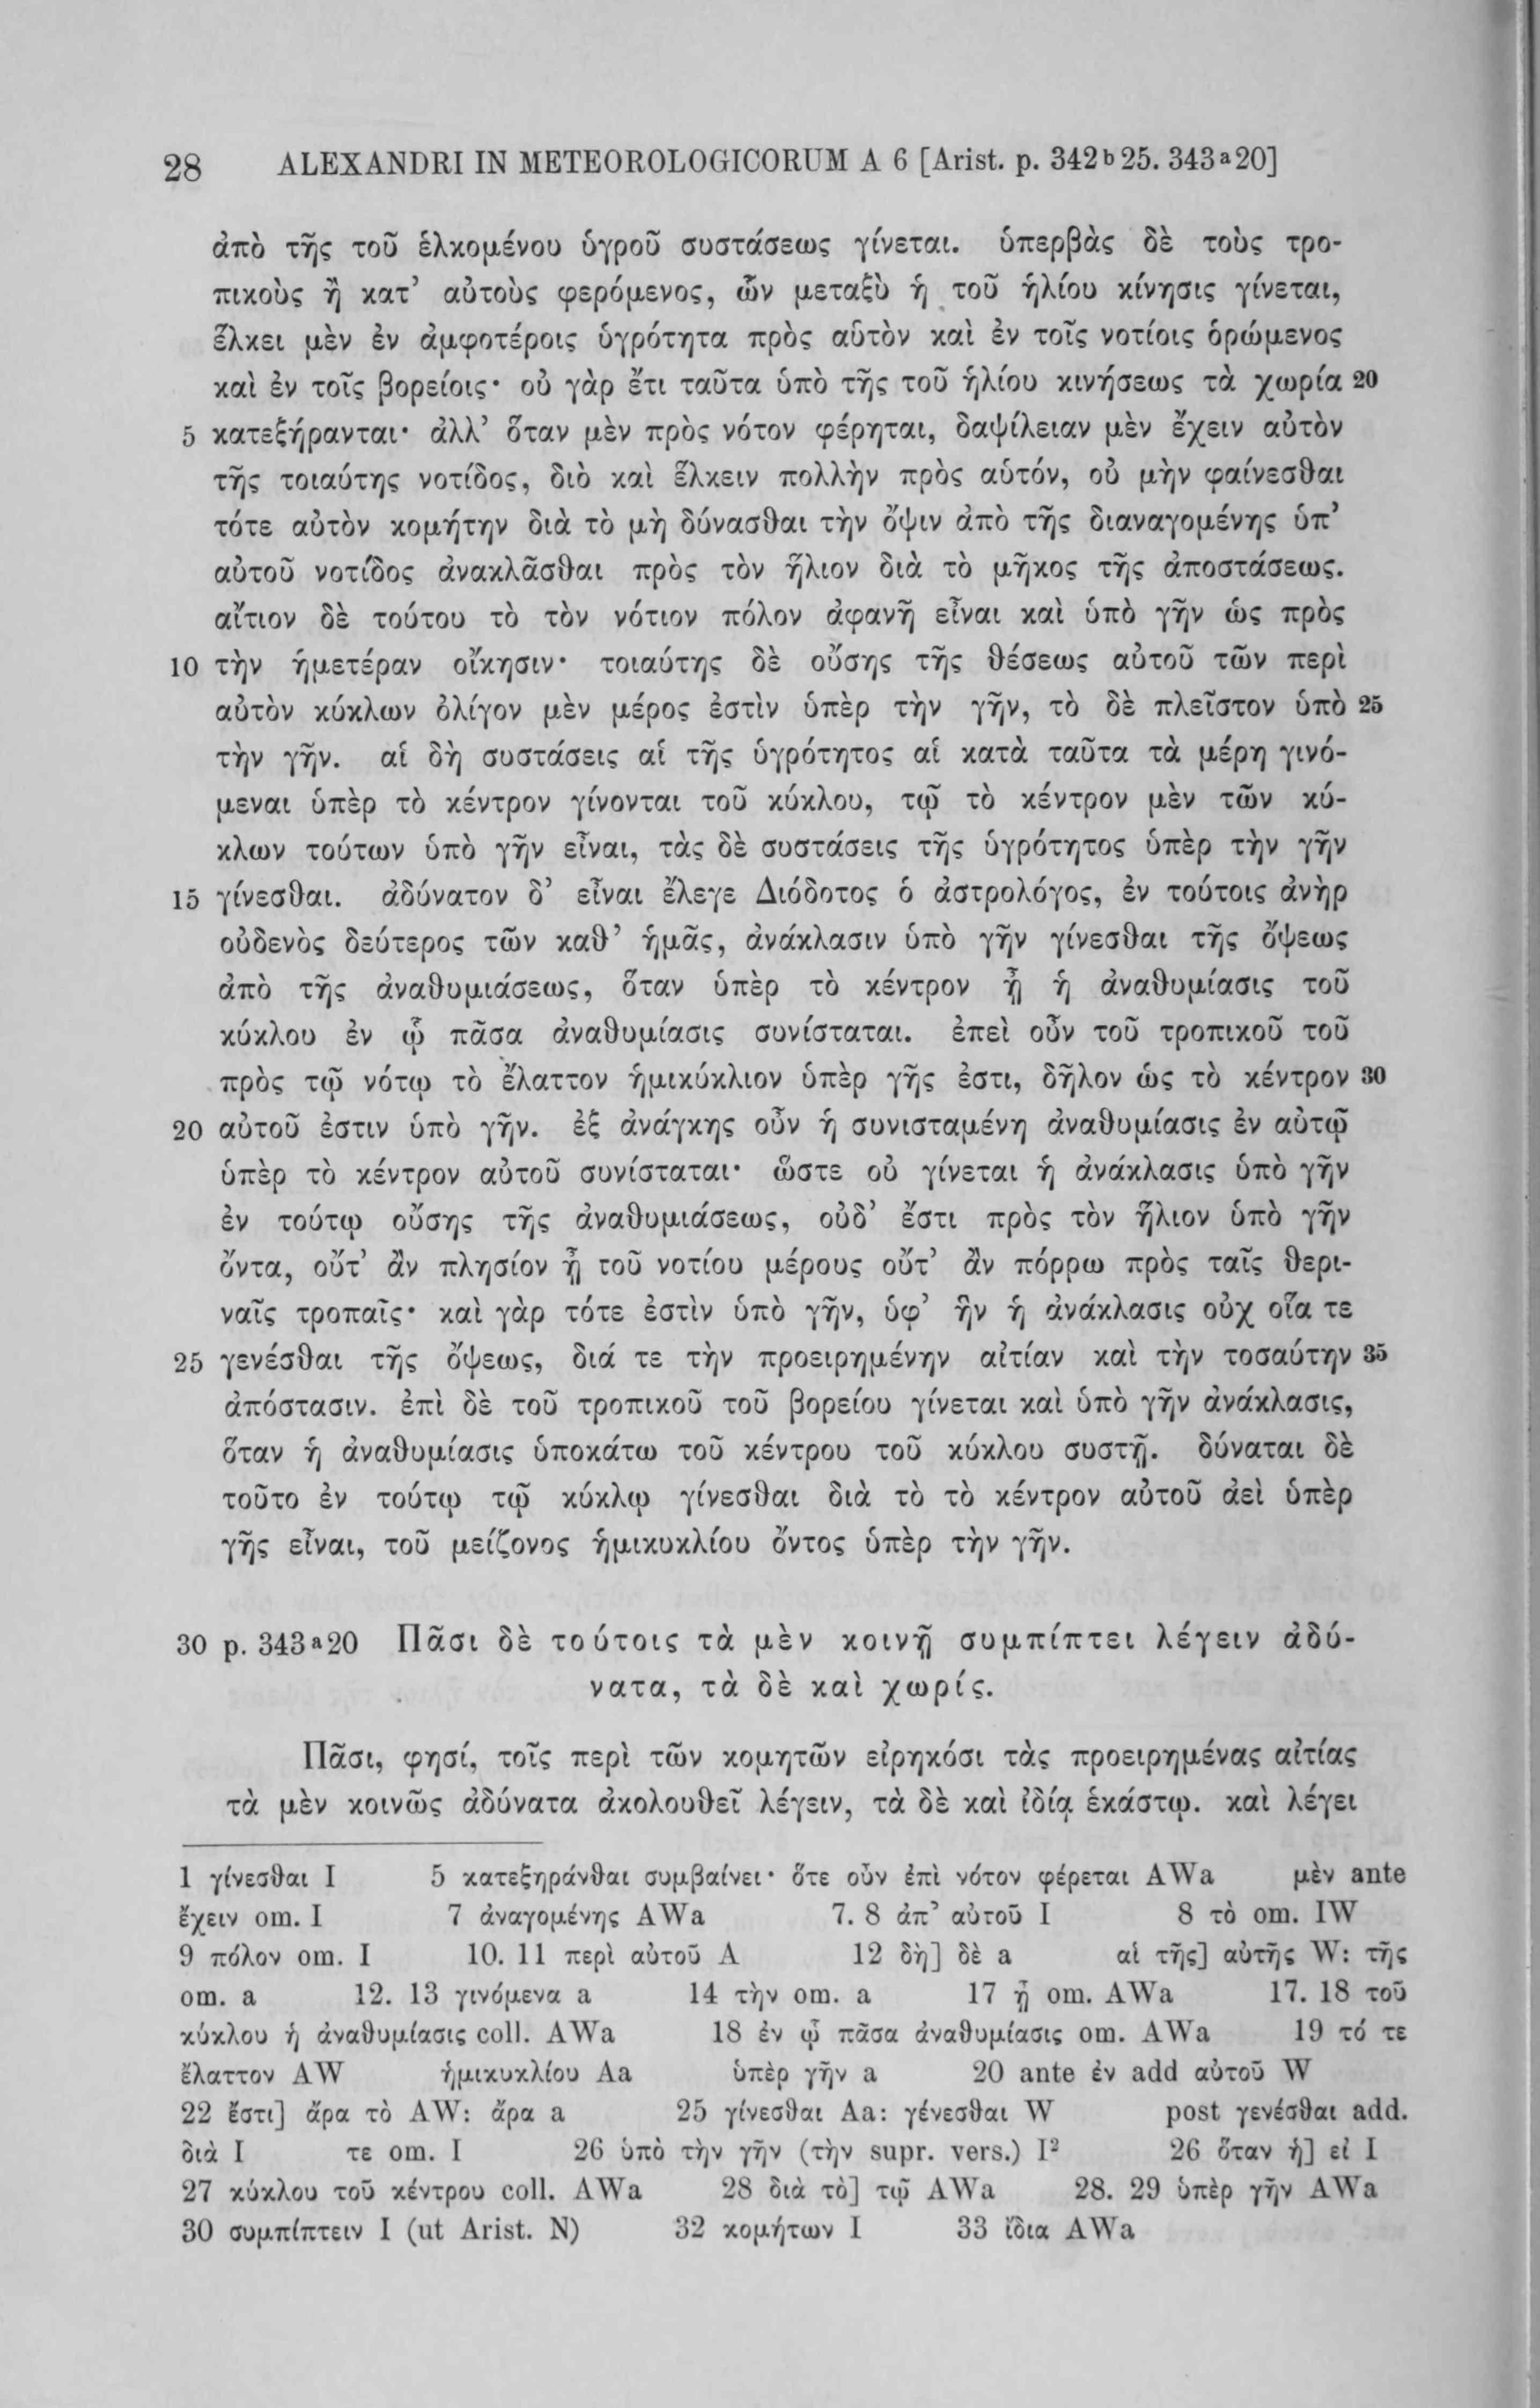 28 ALEXANDRI IN METEOROLOGICORUM A 6 [Arist. p. 342 b 25. 343 a 20]
ἀπὸ τῆς τοῦ ἑλκομένου ὑγροῦ συστάσεως γίνεται. ὑπερβὰς δὲ τοὺς τρο-
πικοὺς ἢ κατ’ αὐτοὺς φερόμενος, ὧν μεταξὺ ἡ τοῦ ἡλίου κίνησις γίνεται,
ἕλκει μὲν ἐν ἀμφοτέροις ὑγρότητα πρὸς αὑτὸν καὶ ἐν τοῖς νοτίοις ὁρώμενος
καὶ ἐν τοῖς βορείοις· οὐ γὰρ ἔτι ταῦτα ὑπὸ τῆς τοῦ ἡλίου κινήσεως τὰ χωρία 20
5 κατεξήρανται· ἀλλ’ ὅταν μὲν πρὸς νότον φέρηται, δαψίλειαν μὲν ἔχειν αὐτὸν
τῆς τοιαύτης νοτίδος, διὸ καὶ ἕλκειν πολλὴν πρὸς αὑτόν, οὐ μὴν φαίνεσθαι
τότε αὐτὸν κομήτην διὰ τὸ μὴ δύνασθαι τὴν ὄψιν ἀπὸ τῆς διαναγομένης ὑπ’
αὐτοῦ νοτίδος ἀνακλᾶσθαι πρὸς τὸν ἥλιον διὰ τὸ μῆκος τῆς ἀποστάσεως.
αἴτιον δὲ τούτου τὸ τὸν νότιον πόλον ἀφανῆ εἶναι καὶ ὑπὸ γῆν ὡς πρὸς
10 τὴν ἡμετέραν οἴκησιν· τοιαύτης δὲ οὔσης τῆς θέσεως αὐτοῦ τῶν περὶ
αὐτὸν κύκλων ὀλίγον μὲν μέρος ἐστὶν ὑπὲρ τὴν γῆν, τὸ δὲ πλεῖστον ὑπὸ 25
τὴν γῆν. αἱ δὴ συστάσεις αἱ τῆς ὑγρότητος αἱ κατὰ ταῦτα τὰ μέρη γινό-
μεναι ὑπὲρ τὸ κέντρον γίνονται τοῦ κύκλου, τῷ τὸ κέντρον μὲν τῶν κύ-
κλων τούτων ὑπὸ γῆν εἶναι, τὰς δὲ συστάσεις τῆς ὑγρότητος ὑπὲρ τὴν γῆν
15 γίνεσθαι. ἀδύνατον δ’ εἶναι ἔλεγε Διόδοτος ὁ ἀστρολόγος, ἐν τούτοις ἀνὴρ
οὐδενὸς δεύτερος τῶν καθ’ ἡμᾶς, ἀνάκλασιν ὑπὸ γῆν γίνεσθαι τῆς ὄψεως
ἀπὸ τῆς ἀναθυμιάσεως, ὅταν ὑπὲρ τὸ κέντρον ᾖ ἡ ἀναθυμίασις τοῦ
κύκλου ἐν ᾧ πᾶσα ἀναθυμίασις συνίσταται. ἐπεὶ οὖν τοῦ τροπικοῦ τοῦ
πρὸς τῷ νότῳ τὸ ἔλαττον ἡμικύκλιον ὑπὲρ γῆς ἐστι, δῆλον ὡς τὸ κέντρον 30
20 αὐτοῦ ἐστιν ὑπὸ γῆν. ἐξ ἀνάγκης οὖν ἡ συνισταμένη ἀναθυμίασις ἐν αὐτῷ
ὑπὲρ τὸ κέντρον αὐτοῦ συνίσταται· ὥστε οὐ γίνεται ἡ ἀνάκλασις ὑπὸ γῆν
ἐν τούτῳ οὔσης τῆς ἀναθυμιάσεως, οὐδ’ ἔστι πρὸς τὸν ἥλιον ὑπὸ γῆν
ὄντα, οὔτ’ ἂν πλησίον ᾖ τοῦ νοτίου μέρους οὔτ’ ἂν πόρρω πρὸς ταῖς θερι-
ναῖς τροπαῖς· καὶ γὰρ τότε ἐστὶν ὑπὸ γῆν, ὑφ’ ἣν ἡ ἀνάκλασις οὐχ οἵα τε
25 γενέσθαι τῆς ὄψεως, διά τε τὴν προειρημένην αἰτίαν καὶ τὴν τοσαύτην 35
ἀπόστασιν. ἐπὶ δὲ τοῦ τροπικοῦ τοῦ βορείου γίνεται καὶ ὑπὸ γῆν ἀνάκλασις,
ὅταν ἡ ἀναθυμίασις ὑποκάτω τοῦ κέντρου τοῦ κύκλου συστῇ. δύναται δὲ
τοῦτο ἐν τούτῳ τῷ κύκλῳ γίνεσθαι διὰ τὸ τὸ κέντρον αὐτοῦ ἀεὶ ὑπὲρ
γῆς εἶναι, τοῦ μείζονος ἡμικυκλίου ὄντος ὑπὲρ τὴν γῆν.
30 p. 343 a 20 Πᾶσι δὲ τούτοις τὰ μὲν κοινῇ συμπίπτει λέγειν ἀδύ-
νατα, τὰ δὲ καὶ χωρίς.
Πᾶσι, φησί, τοῖς περὶ τῶν κομητῶν εἰρηκόσι τὰς προειρημένας αἰτίας
τὰ μὲν κοινῶς ἀδύνατα ἀκολουθεῖ λέγειν, τὰ δὲ καὶ ἰδίᾳ ἑκάστῳ. καὶ λέγει
1 γίνεσθαι I 5 κατεξηράνθαι συμβαίνει· ὅτε οὖν ἐπὶ νότον φέρεται AWa μὲν ante
ἔχειν om. I 7 ἀναγομένης AWa 7. 8 ἀπ’ αὐτοῦ I 8 τὸ om. IW
9 πόλον om. I 10. 11 περὶ αὐτοῦ A 12 δὴ] δὲ a αἱ τῆς] αὐτῆς W: τῆς
om. a 12. 13 γινόμενα a 14 τὴν om. a 17 ᾖ om. AWa 17. 18 τοῦ
κύκλου ἡ ἀναθυμίασις coll. AWa 18 ἐν ᾧ πᾶσα ἀναθυμίασις om. AWa 19 τό τε
ἔλαττον AW ἡμικυκλίου Aa ὑπὲρ γῆν a 20 ante ἐν add αὐτοῦ W
22 ἔστι] ἄρα τὸ AW: ἄρα a 25 γίνεσθαι Aa: γένεσθαι W post γενέσθαι add.
διὰ I τε om. I 26 ὑπὸ τὴν γῆν (τὴν supr. vers.) I² 26 ὅταν ἡ] εἰ I
27 κύκλου τοῦ κέντρου coll. AWa 28 διὰ τὸ] τῷ AWa 28. 29 ὑπὲρ γῆν AWa
30 συμπίπτειν I (ut Arist. N) 32 κομήτων I 33 ἴδια AWa